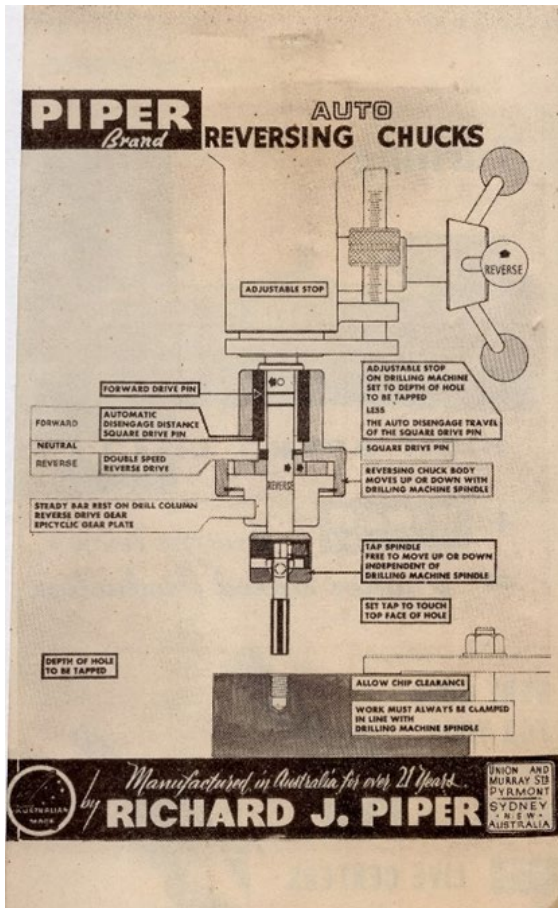 PIPER
Brand
AUTO
REVERSING CHUCKS
REVERSE
ADJUSTABLE STOP
FORWARD DRIVE PIN
ADJUSTABLE STOP
ON DRILLING MACHINE
SET TO DEPTH OF HOLE
TO BE TAPPED
LESS
THE AUTO DISENGAGE TRAVEL
OF THE SQUARE DRIVE PIN
FORWARD
AUTOMATIC
DISENGAGE DISTANCE
SQUARE DRIVE PIN
NEUTRAL
SQUARE DRIVE PIN
REVERSE
DOUBLE SPEED
REVERSE DRIVE
REVERSING CHUCK BODY
MOVES UP OR DOWN WITH
DRILLING MACHINE SPINDLE
REVERSE
STEADY BAR REST ON DRILL COLUMN
REVERSE DRIVE GEAR
EPICYCLIC GEAR PLATE
TAP SPINDLE
FREE TO MOVE UP OR DOWN
INDEPENDENT OF
DRILLING MACHINE SPINDLE
SET TAP TO TOUCH
TOP FACE OF HOLE
DEPTH OF HOLE
TO BE TAPPED
ALLOW CHIP CLEARANCE
WORK MUST ALWAYS BE CLAMPED
IN LINE WITH
DRILLING MACHINE SPINDLE
AUSTRALIAN
MADE
Manufactured in Australia for over 21 Years
by RICHARD J. PIPER
UNION AND
MURRAY STS
PYRMONT
SYDNEY
N.S.W
AUSTRALIA
LIVE CENTERS